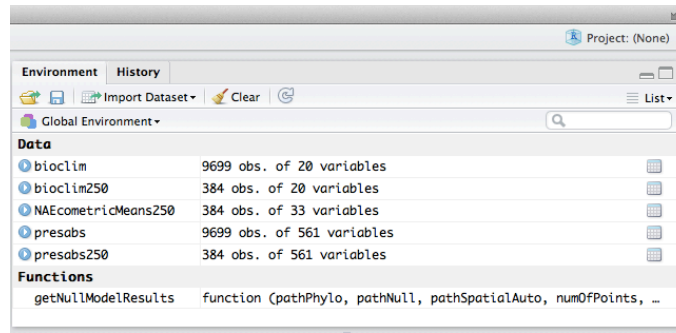 Project: (None)
Environment History
Import Dataset Clear List
Global Environment
Data
bioclim 9699 obs. of 20 variables
bioclim250 384 obs. of 20 variables
NAEcometricMeans250 384 obs. of 33 variables
presabs 9699 obs. of 561 variables
presabs250 384 obs. of 561 variables
Functions
getNullModelResults function (pathPhylo, pathNull, pathSpatialAuto, numOfPoints, …